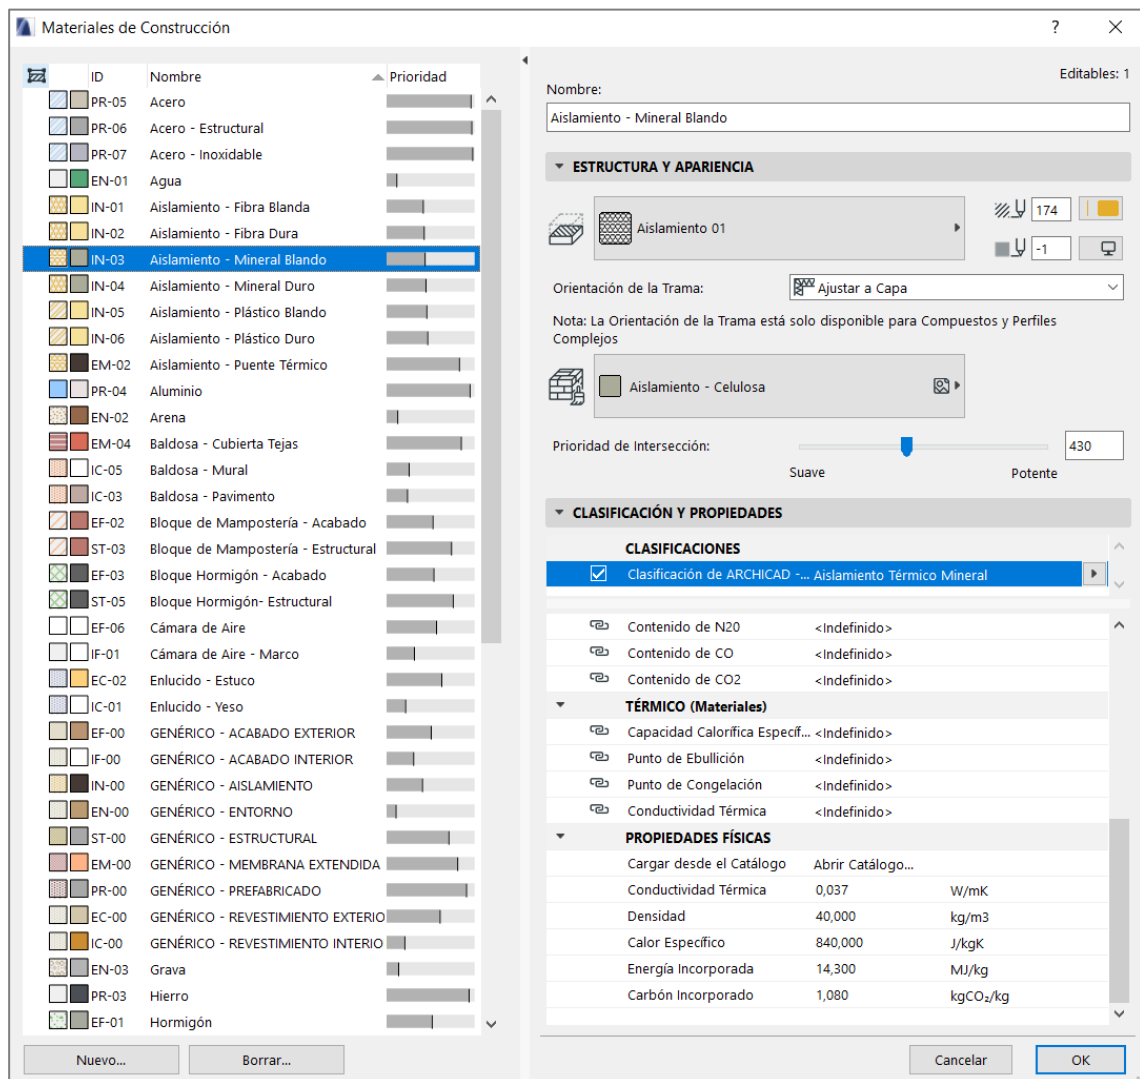 Materiales de Construcción
?
ID Nombre Prioridad
PR-05 Acero
PR-06 Acero - Estructural
PR-07 Acero - Inoxidable
EN-01 Agua
IN-01 Aislamiento - Fibra Blanda
IN-02 Aislamiento - Fibra Dura
IN-03 Aislamiento - Mineral Blando
IN-04 Aislamiento - Mineral Duro
IN-05 Aislamiento - Plástico Blando
IN-06 Aislamiento - Plástico Duro
EM-02 Aislamiento - Puente Térmico
PR-04 Aluminio
EN-02 Arena
EM-04 Baldosa - Cubierta Tejas
IC-05 Baldosa - Mural
IC-03 Baldosa - Pavimento
EF-02 Bloque de Mampostería - Acabado
ST-03 Bloque de Mampostería - Estructural
EF-03 Bloque Hormigón - Acabado
ST-05 Bloque Hormigón- Estructural
EF-06 Cámara de Aire
IF-01 Cámara de Aire - Marco
EC-02 Enlucido - Estuco
IC-01 Enlucido - Yeso
EF-00 GENÉRICO - ACABADO EXTERIOR
IF-00 GENÉRICO - ACABADO INTERIOR
IN-00 GENÉRICO - AISLAMIENTO
EN-00 GENÉRICO - ENTORNO
ST-00 GENÉRICO - ESTRUCTURAL
EM-00 GENÉRICO - MEMBRANA EXTENDIDA
PR-00 GENÉRICO - PREFABRICADO
EC-00 GENÉRICO - REVESTIMIENTO EXTERIO
IC-00 GENÉRICO - REVESTIMIENTO INTERIO
EN-03 Grava
PR-03 Hierro
EF-01 Hormigón
Nuevo... Borrar...
Editables: 1
Nombre:
Aislamiento - Mineral Blando
ESTRUCTURA Y APARIENCIA
Aislamiento 01
174
-1
Orientación de la Trama: Ajustar a Capa
Nota: La Orientación de la Trama está solo disponible para Compuestos y Perfiles
Complejos
Aislamiento - Celulosa
Prioridad de Intersección: 430
Suave Potente
CLASIFICACIÓN Y PROPIEDADES
CLASIFICACIONES
Clasificación de ARCHICAD -... Aislamiento Térmico Mineral
Contenido de N20 <Indefinido>
Contenido de CO <Indefinido>
Contenido de CO2 <Indefinido>
TÉRMICO (Materiales)
Capacidad Calorífica Específ... <Indefinido>
Punto de Ebullición <Indefinido>
Punto de Congelación <Indefinido>
Conductividad Térmica <Indefinido>
PROPIEDADES FÍSICAS
Cargar desde el Catálogo Abrir Catálogo...
Conductividad Térmica 0,037 W/mK
Densidad 40,000 kg/m3
Calor Específico 840,000 J/kgK
Energía Incorporada 14,300 MJ/kg
Carbón Incorporado 1,080 kgCO₂/kg
Cancelar OK